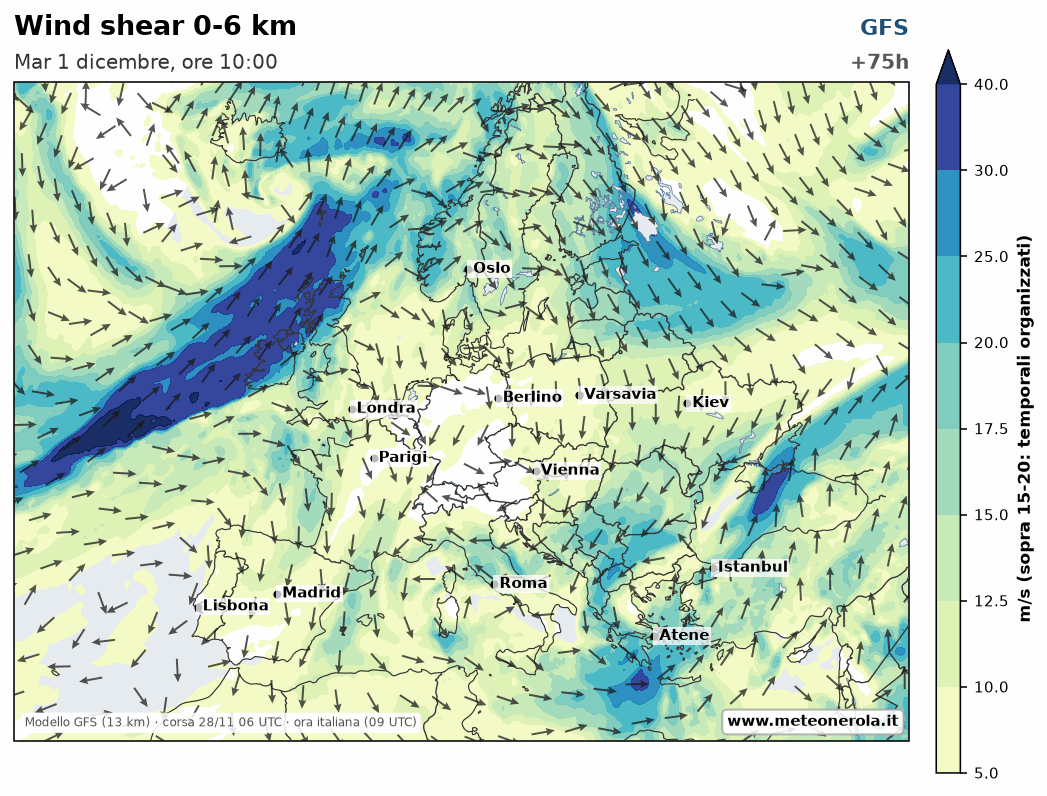 Wind shear 0-6 km
GFS
Mar 1 dicembre, ore 10:00
+75h
40.0
30.0
25.0
20.0
17.5
15.0
12.5
10.0
5.0
m/s (sopra 15-20: temporali organizzati)
Oslo
Berlino
Varsavia
Kiev
Londra
Parigi
Vienna
Istanbul
Roma
Madrid
Lisbona
Atene
Modello GFS (13 km) · corsa 28/11 06 UTC · ora italiana (09 UTC)
www.meteonerola.it